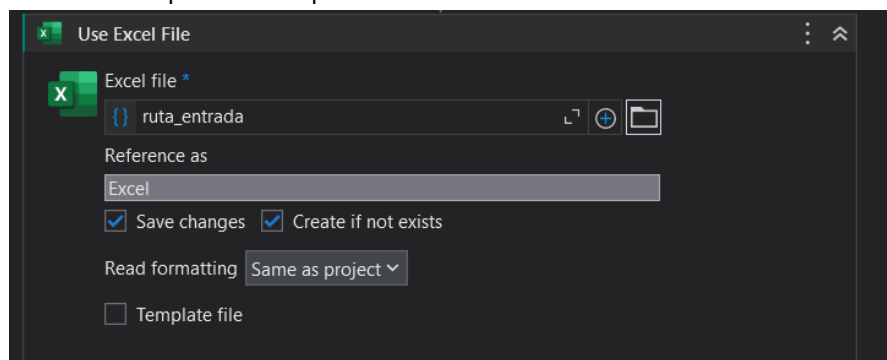 Use Excel File
Excel file *
{} ruta_entrada
Reference as
Excel
Save changes Create if not exists
Read formatting Same as project
Template file